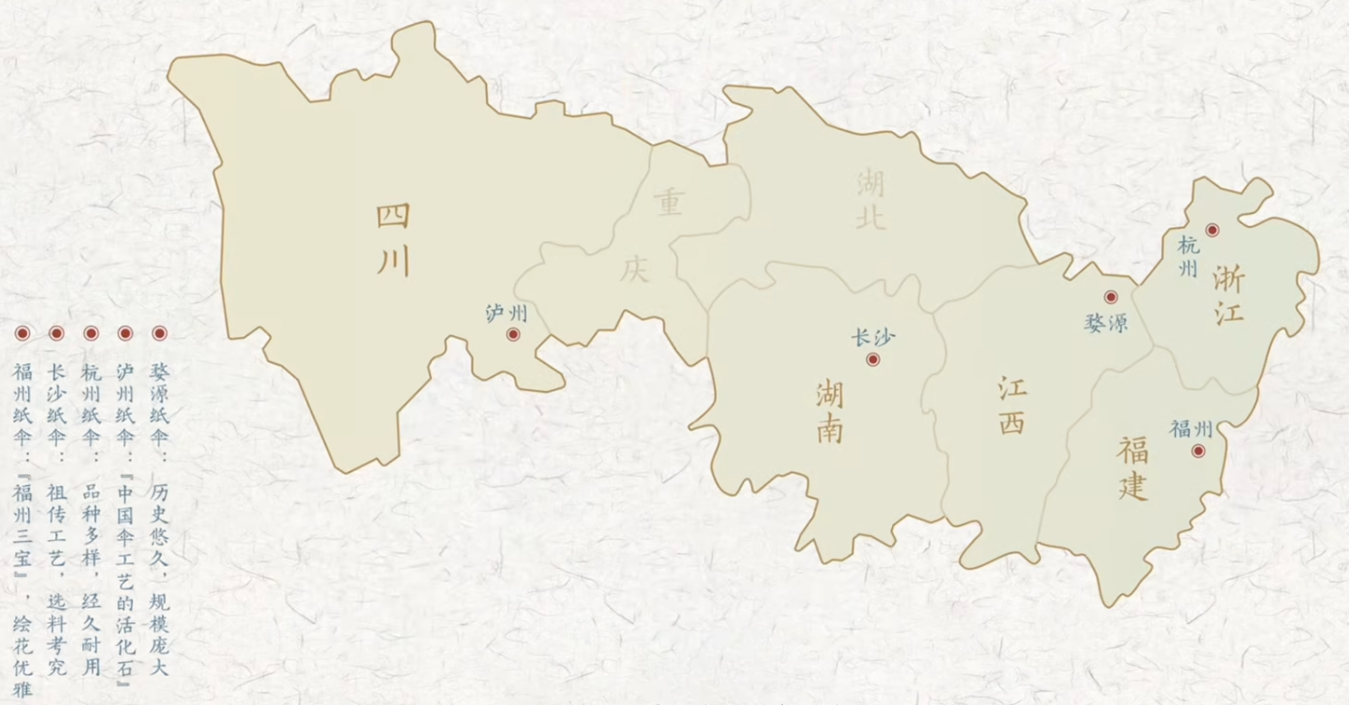 四川
重庆
湖北
湖南
江西
浙江
福建
泸州
长沙
婺源
杭州
福州
婺源纸伞：历史悠久，规模庞大
泸州纸伞：『中国伞工艺的活化石』
杭州纸伞：品种多样，经久耐用
长沙纸伞：祖传工艺，选料考究
福州纸伞：『福州三宝』，绘花优雅